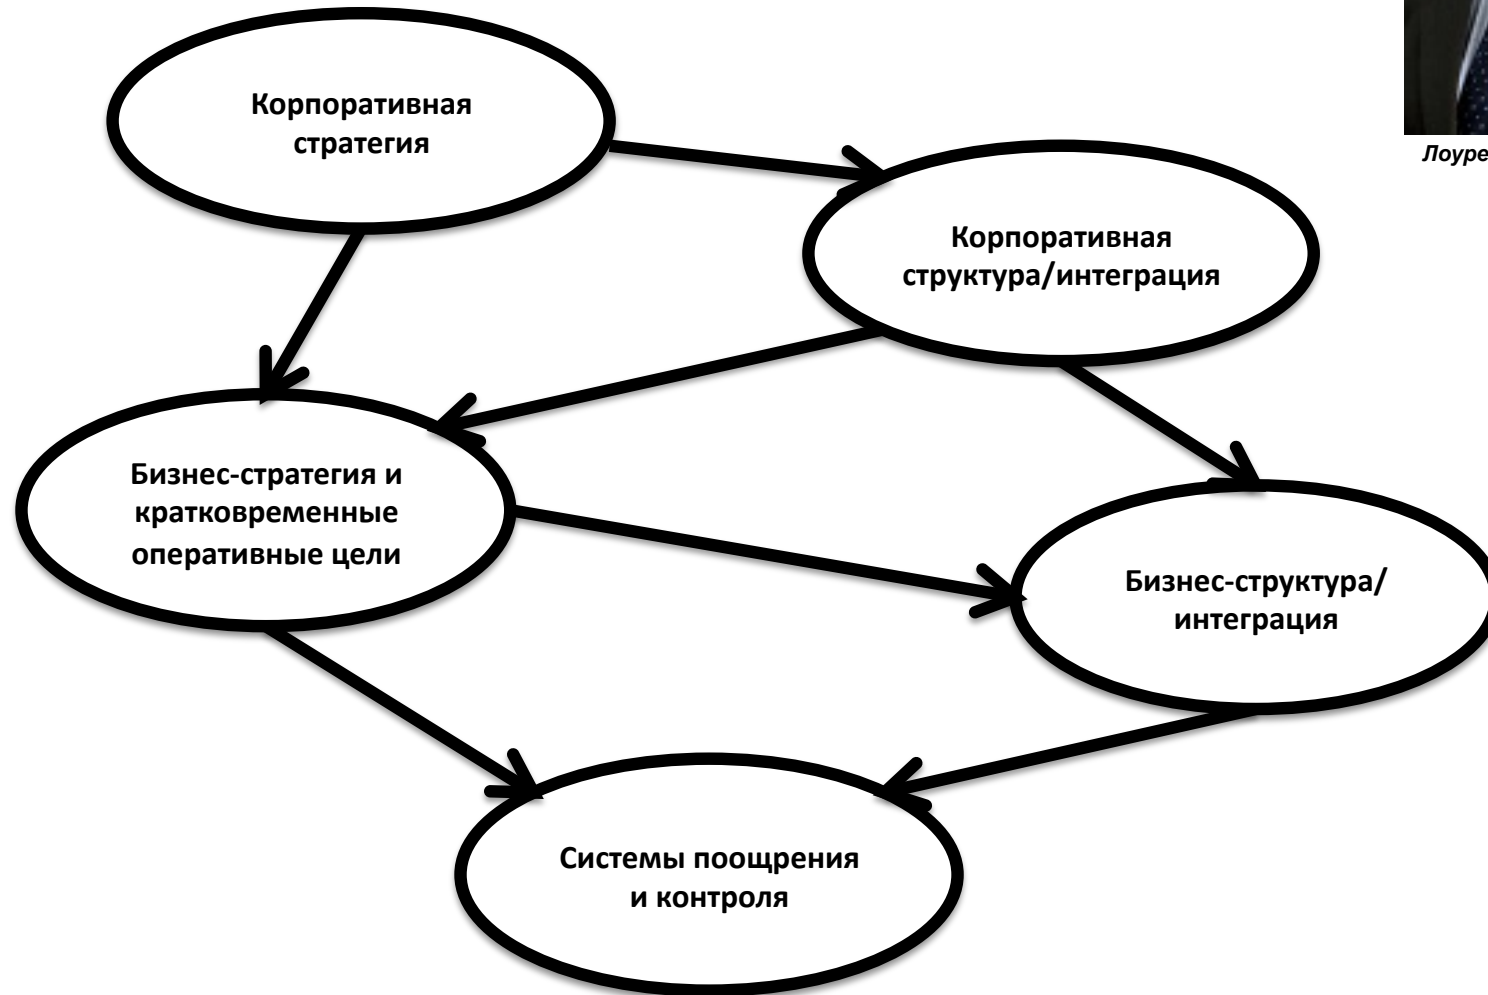 Корпоративная
стратегия
Лоуре
Корпоративная
структура/интеграция
Бизнес-стратегия и
кратковременные
оперативные цели
Бизнес-структура/
интеграция
Системы поощрения
и контроля